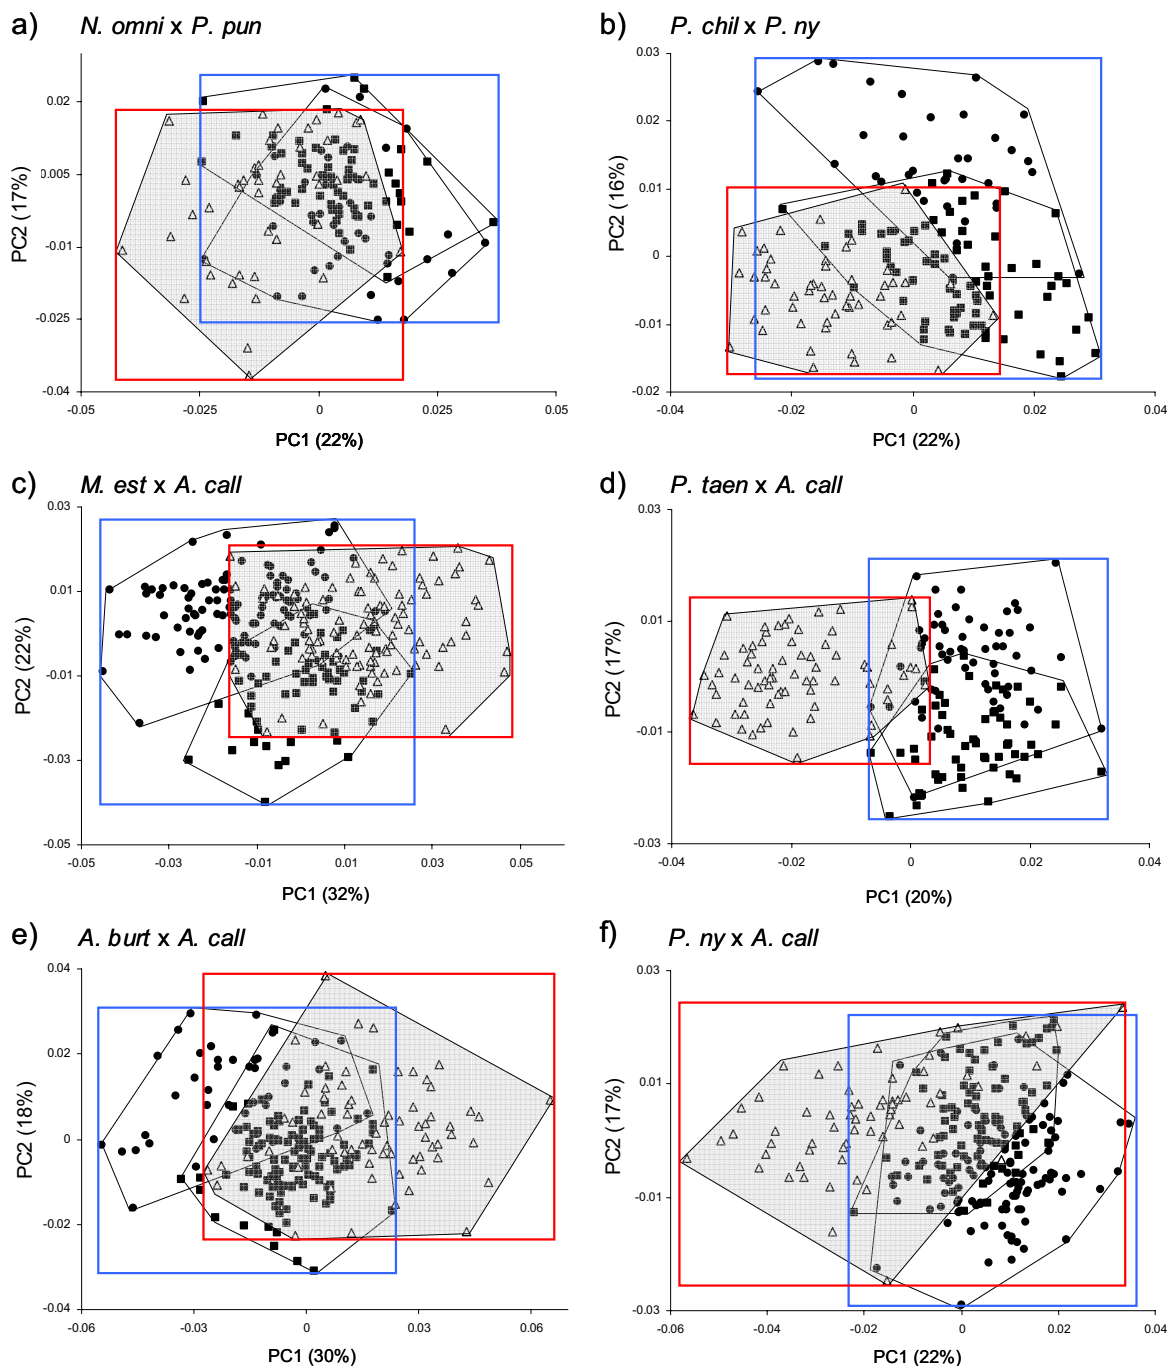 a) N. omni x P. pun
0.02
0.005
-0.01
-0.025
-0.04
-0.05 -0.025 0 0.025 0.05
PC2 (17%)
PC1 (22%)
b) P. chil x P. ny
0.03
0.02
0.01
0
-0.01
-0.02
-0.04 -0.02 0 0.02 0.04
PC2 (16%)
PC1 (22%)
c) M. est x A. call
0.03
0.01
-0.01
-0.03
-0.05
-0.05 -0.03 -0.01 0.01 0.03 0.05
PC2 (22%)
PC1 (32%)
d) P. taen x A. call
0.03
0.01
-0.01
-0.03
-0.04 -0.02 0 0.02 0.04
PC2 (17%)
PC1 (20%)
e) A. burt x A. call
0.04
0.02
0
-0.02
-0.04
-0.06 -0.03 0 0.03 0.06
PC2 (18%)
PC1 (30%)
f) P. ny x A. call
0.03
0.01
-0.01
-0.03
-0.06 -0.04 -0.02 0 0.02 0.04
PC2 (17%)
PC1 (22%)